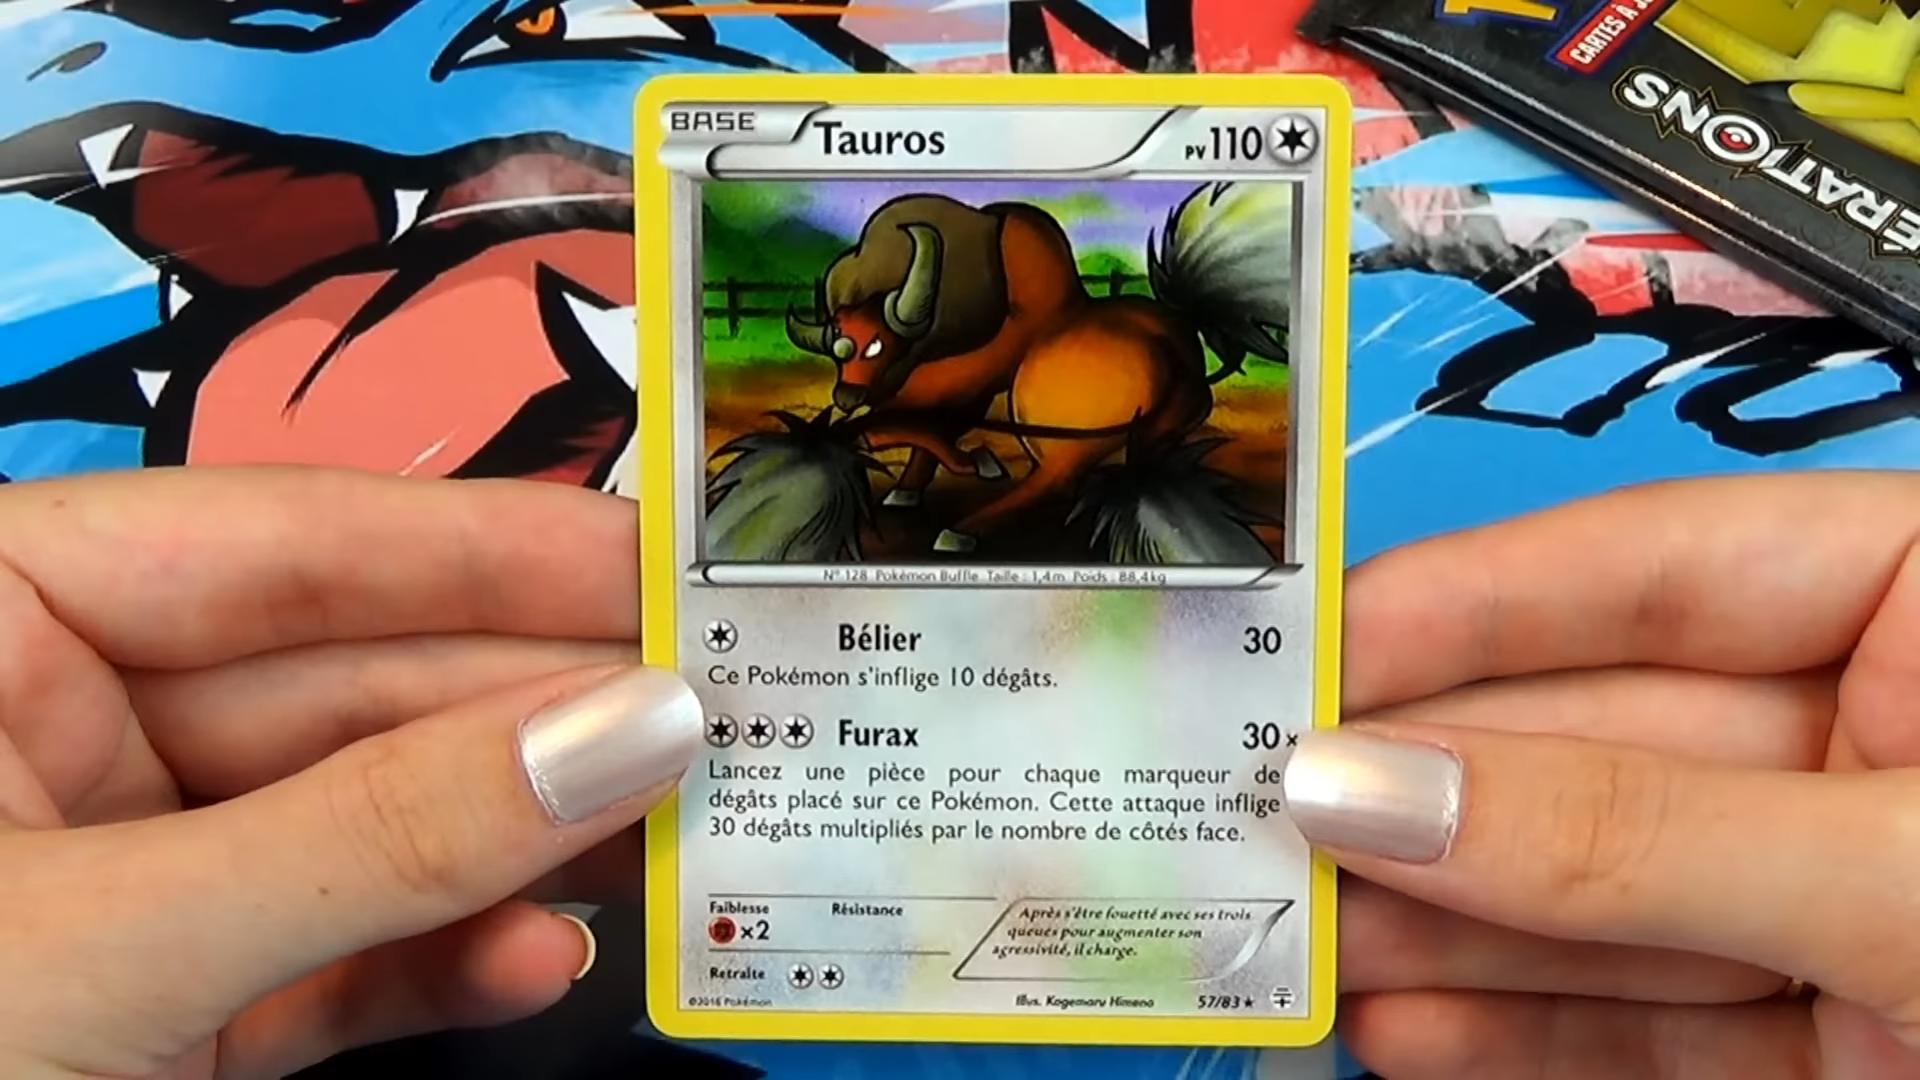 CARTES À J
ÉRATIONS
BASE
Tauros
PV110
N° 128 Pokémon Buffle Taille : 1,4m Poids : 88,4kg
Bélier 30
Ce Pokémon s'inflige 10 dégâts.
Furax 30×
Lancez une pièce pour chaque marqueur de
dégâts placé sur ce Pokémon. Cette attaque inflige
30 dégâts multipliés par le nombre de côtés face.
Faiblesse Résistance
×2
Après s'être fouetté avec ses trois
queues pour augmenter son
agressivité, il charge.
Retraite
©2016 Pokémon Illus. Kagemaru Himeno 57/83★